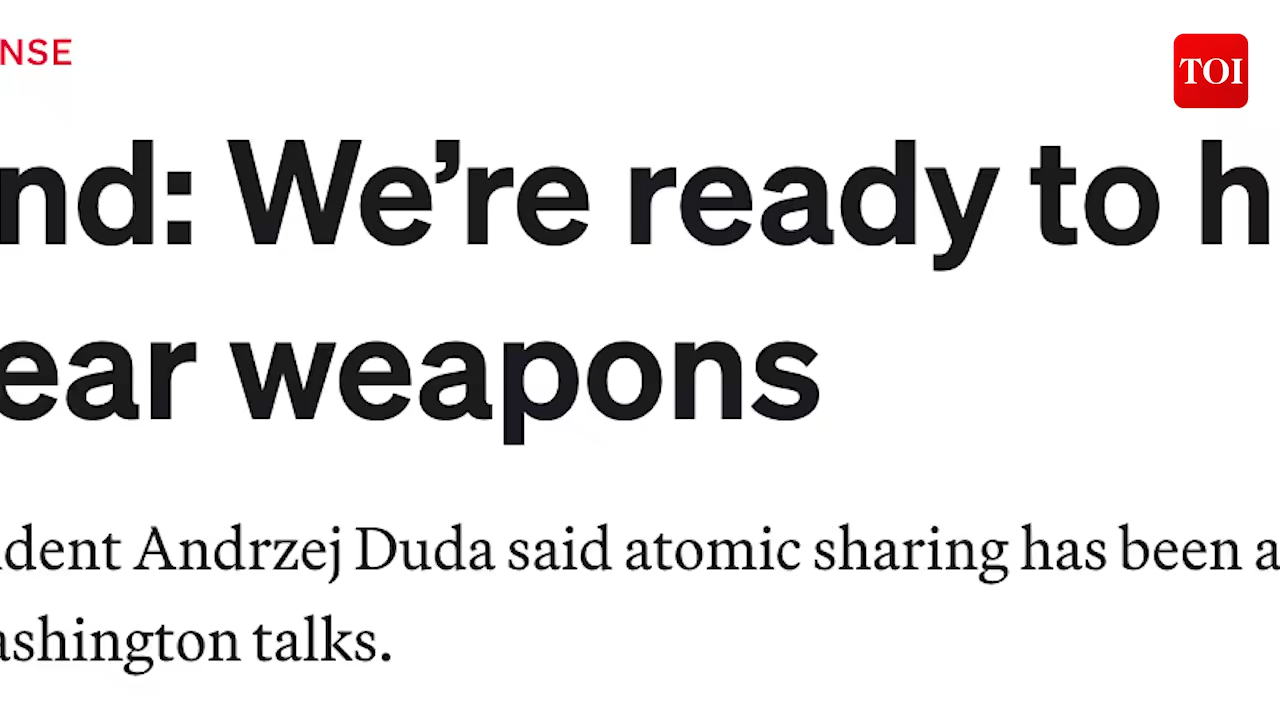 NSE
TOI
nd: We're ready to h
ear weapons
dent Andrzej Duda said atomic sharing has been a
ashington talks.